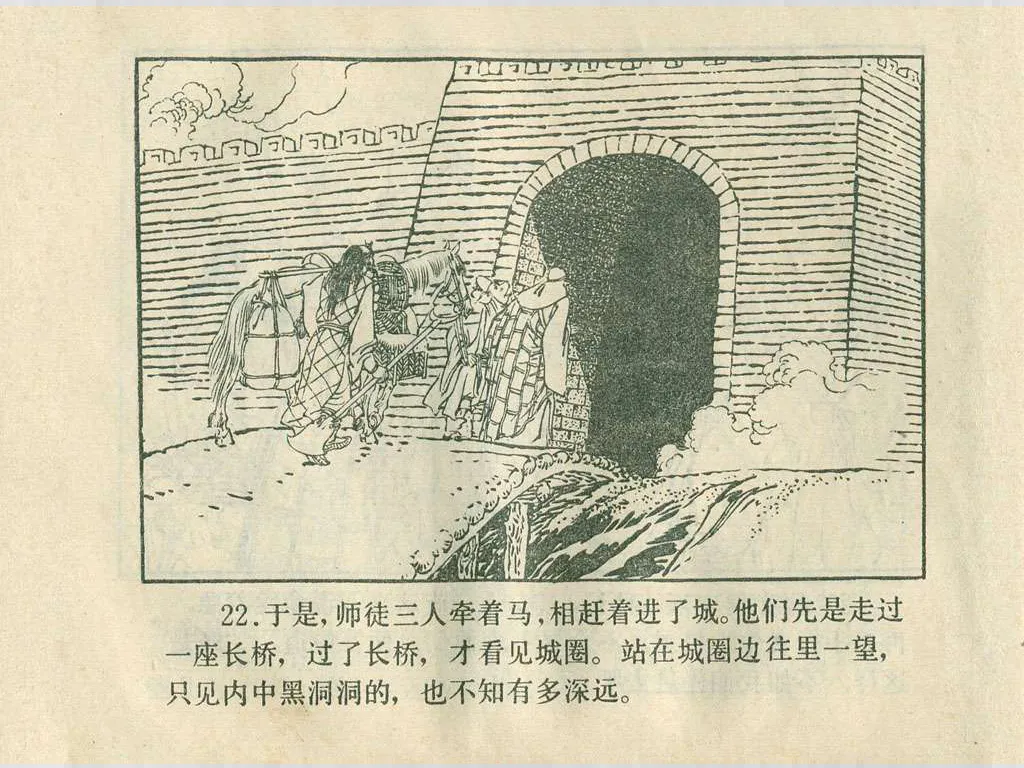 22.于是,师徒三人牵着马,相赶着进了城。他们先是走过
一座长桥,过了长桥,才看见城圈。站在城圈边往里一望,
只见内中黑洞洞的,也不知有多深远。